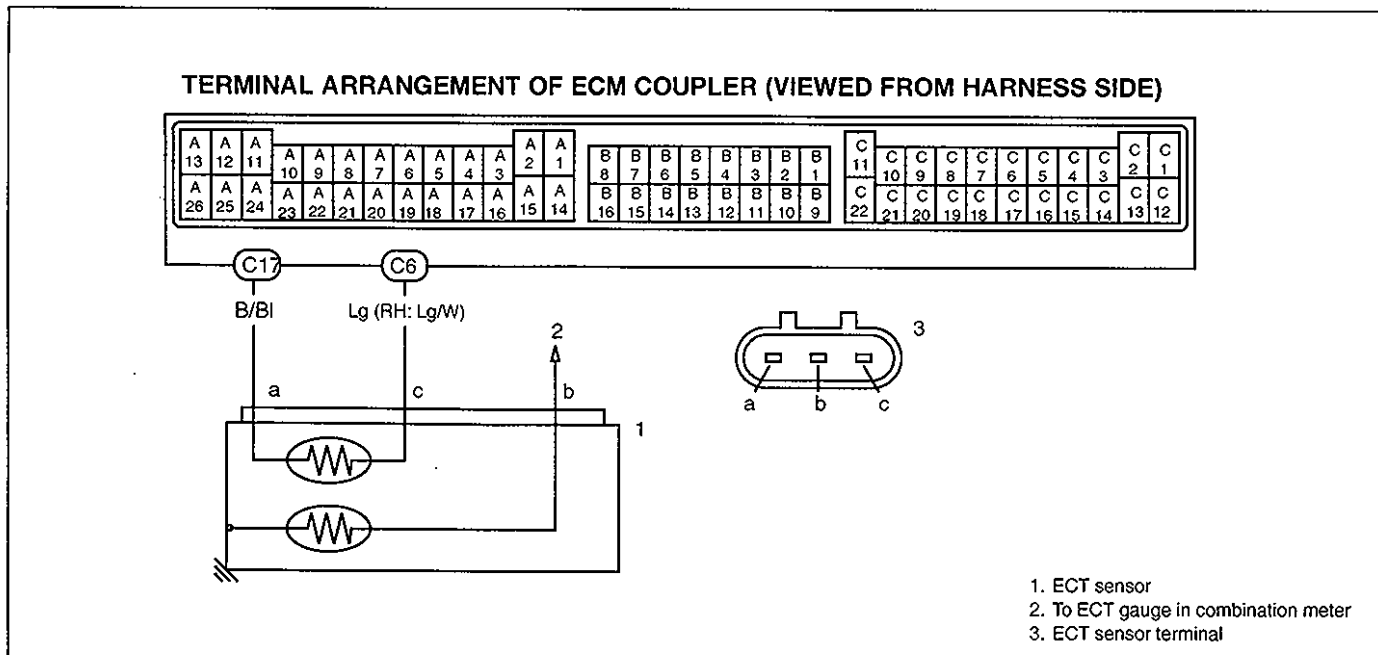 TERMINAL ARRANGEMENT OF ECM COUPLER (VIEWED FROM HARNESS SIDE)
A 13 A 12 A 11 A 10 A 9 A 8 A 7 A 6 A 5 A 4 A 3 A 2 A 1
A 26 A 25 A 24 A 23 A 22 A 21 A 20 A 19 A 18 A 17 A 16 A 15 A 14
B 8 B 7 B 6 B 5 B 4 B 3 B 2 B 1
B 16 B 15 B 14 B 13 B 12 B 11 B 10 B 9
C 11 C 10 C 9 C 8 C 7 C 6 C 5 C 4 C 3 C 2 C 1
C 22 C 21 C 20 C 19 C 18 C 17 C 16 C 15 C 14 C 13 C 12
C17 C6
B/Bl Lg (RH: Lg/W)
2
3
a c b
a b c
1
1. ECT sensor
2. To ECT gauge in combination meter
3. ECT sensor terminal